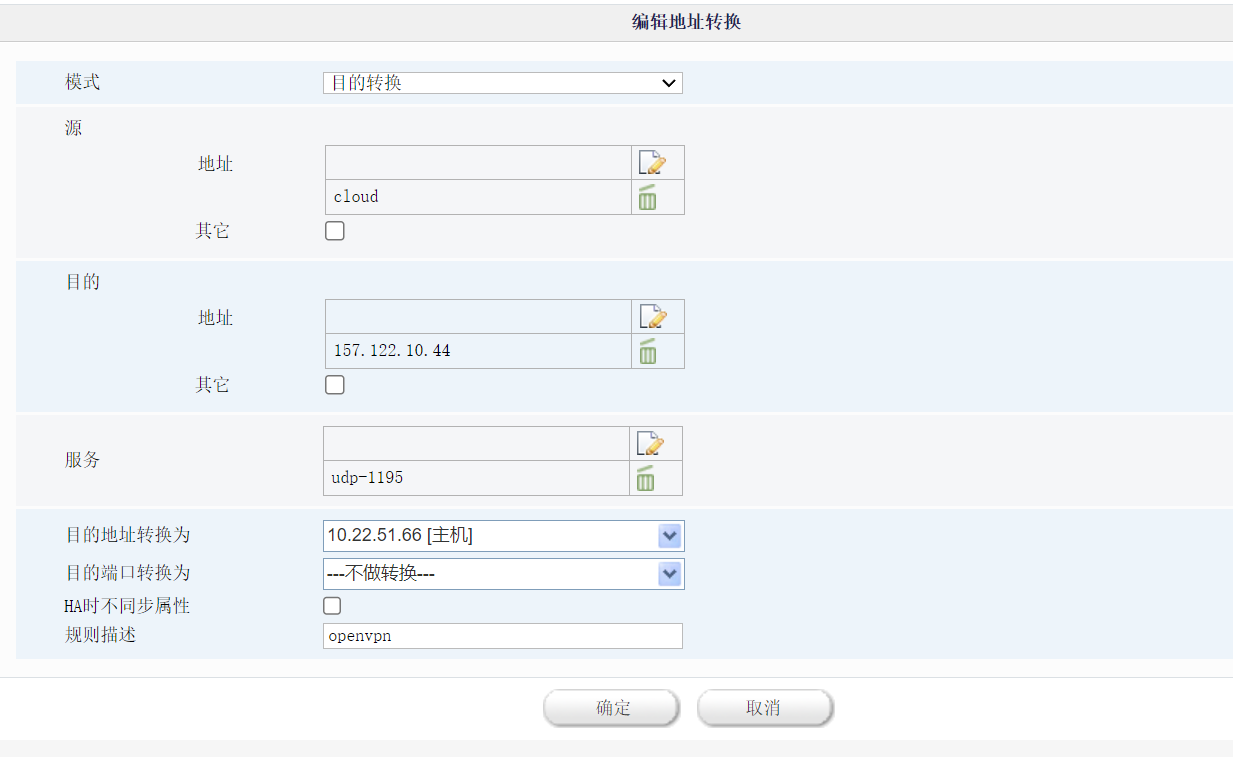 编辑地址转换
模式 目的转换
源
地址
cloud
其它
目的
地址
157.122.10.44
其它
服务
udp-1195
目的地址转换为 10.22.51.66 [主机]
目的端口转换为 ---不做转换---
HA时不同步属性
规则描述 openvpn
确定 取消